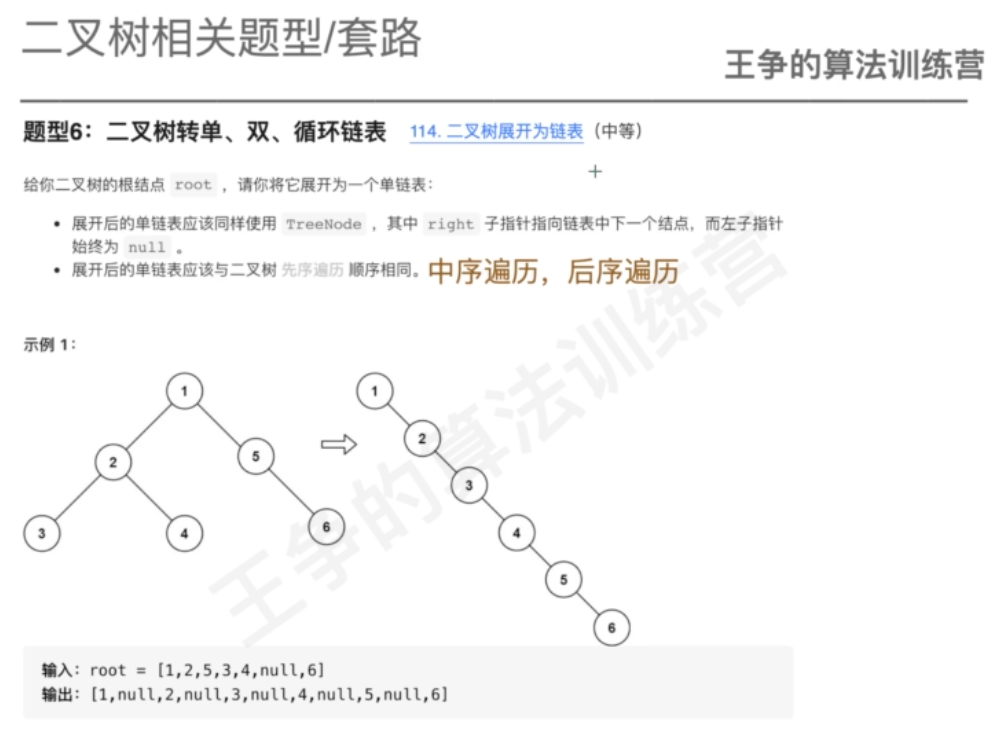 二叉树相关题型/套路
王争的算法训练营
题型6：二叉树转单、双、循环链表 114. 二叉树展开为链表（中等）
给你二叉树的根结点 root ，请你将它展开为一个单链表：
• 展开后的单链表应该同样使用 TreeNode ，其中 right 子指针指向链表中下一个结点，而左子指针
始终为 null 。
• 展开后的单链表应该与二叉树 先序遍历 顺序相同。 中序遍历，后序遍历
示例 1：
1
2
5
3
4
6
1
2
3
4
5
6
王争的算法训练营
输入：root = [1,2,5,3,4,null,6]
输出：[1,null,2,null,3,null,4,null,5,null,6]